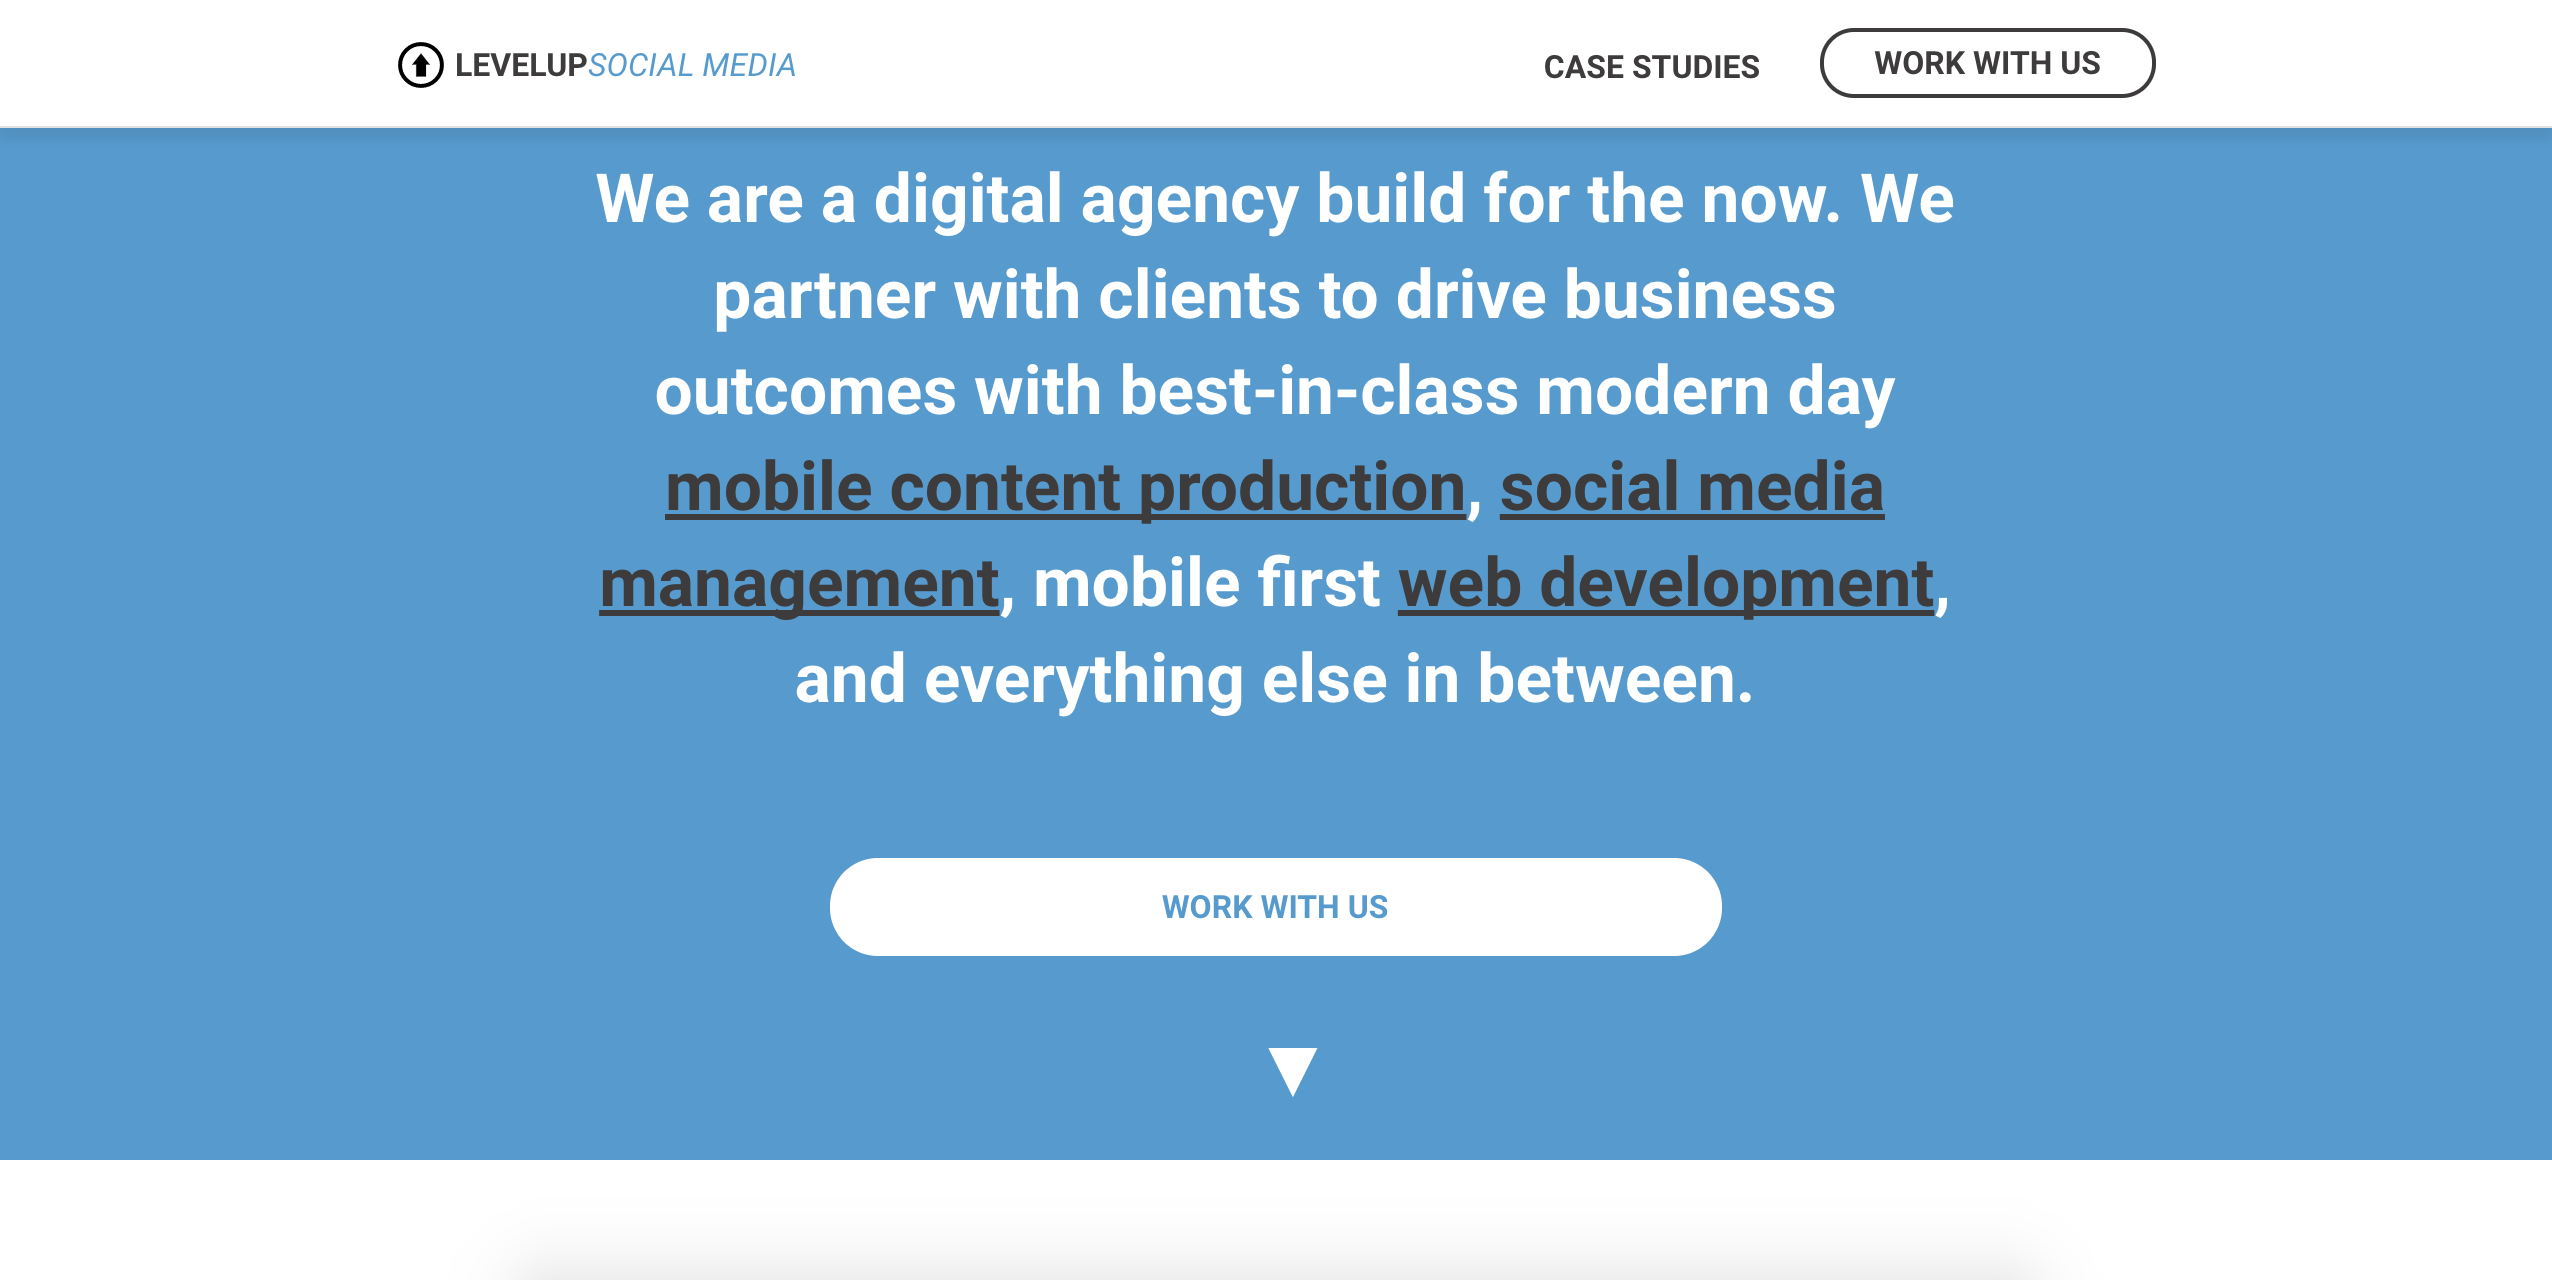 LEVELUPSOCIAL MEDIA
CASE STUDIES
WORK WITH US
We are a digital agency build for the now. We
partner with clients to drive business
outcomes with best-in-class modern day
mobile content production, social media
management, mobile first web development,
and everything else in between.
WORK WITH US